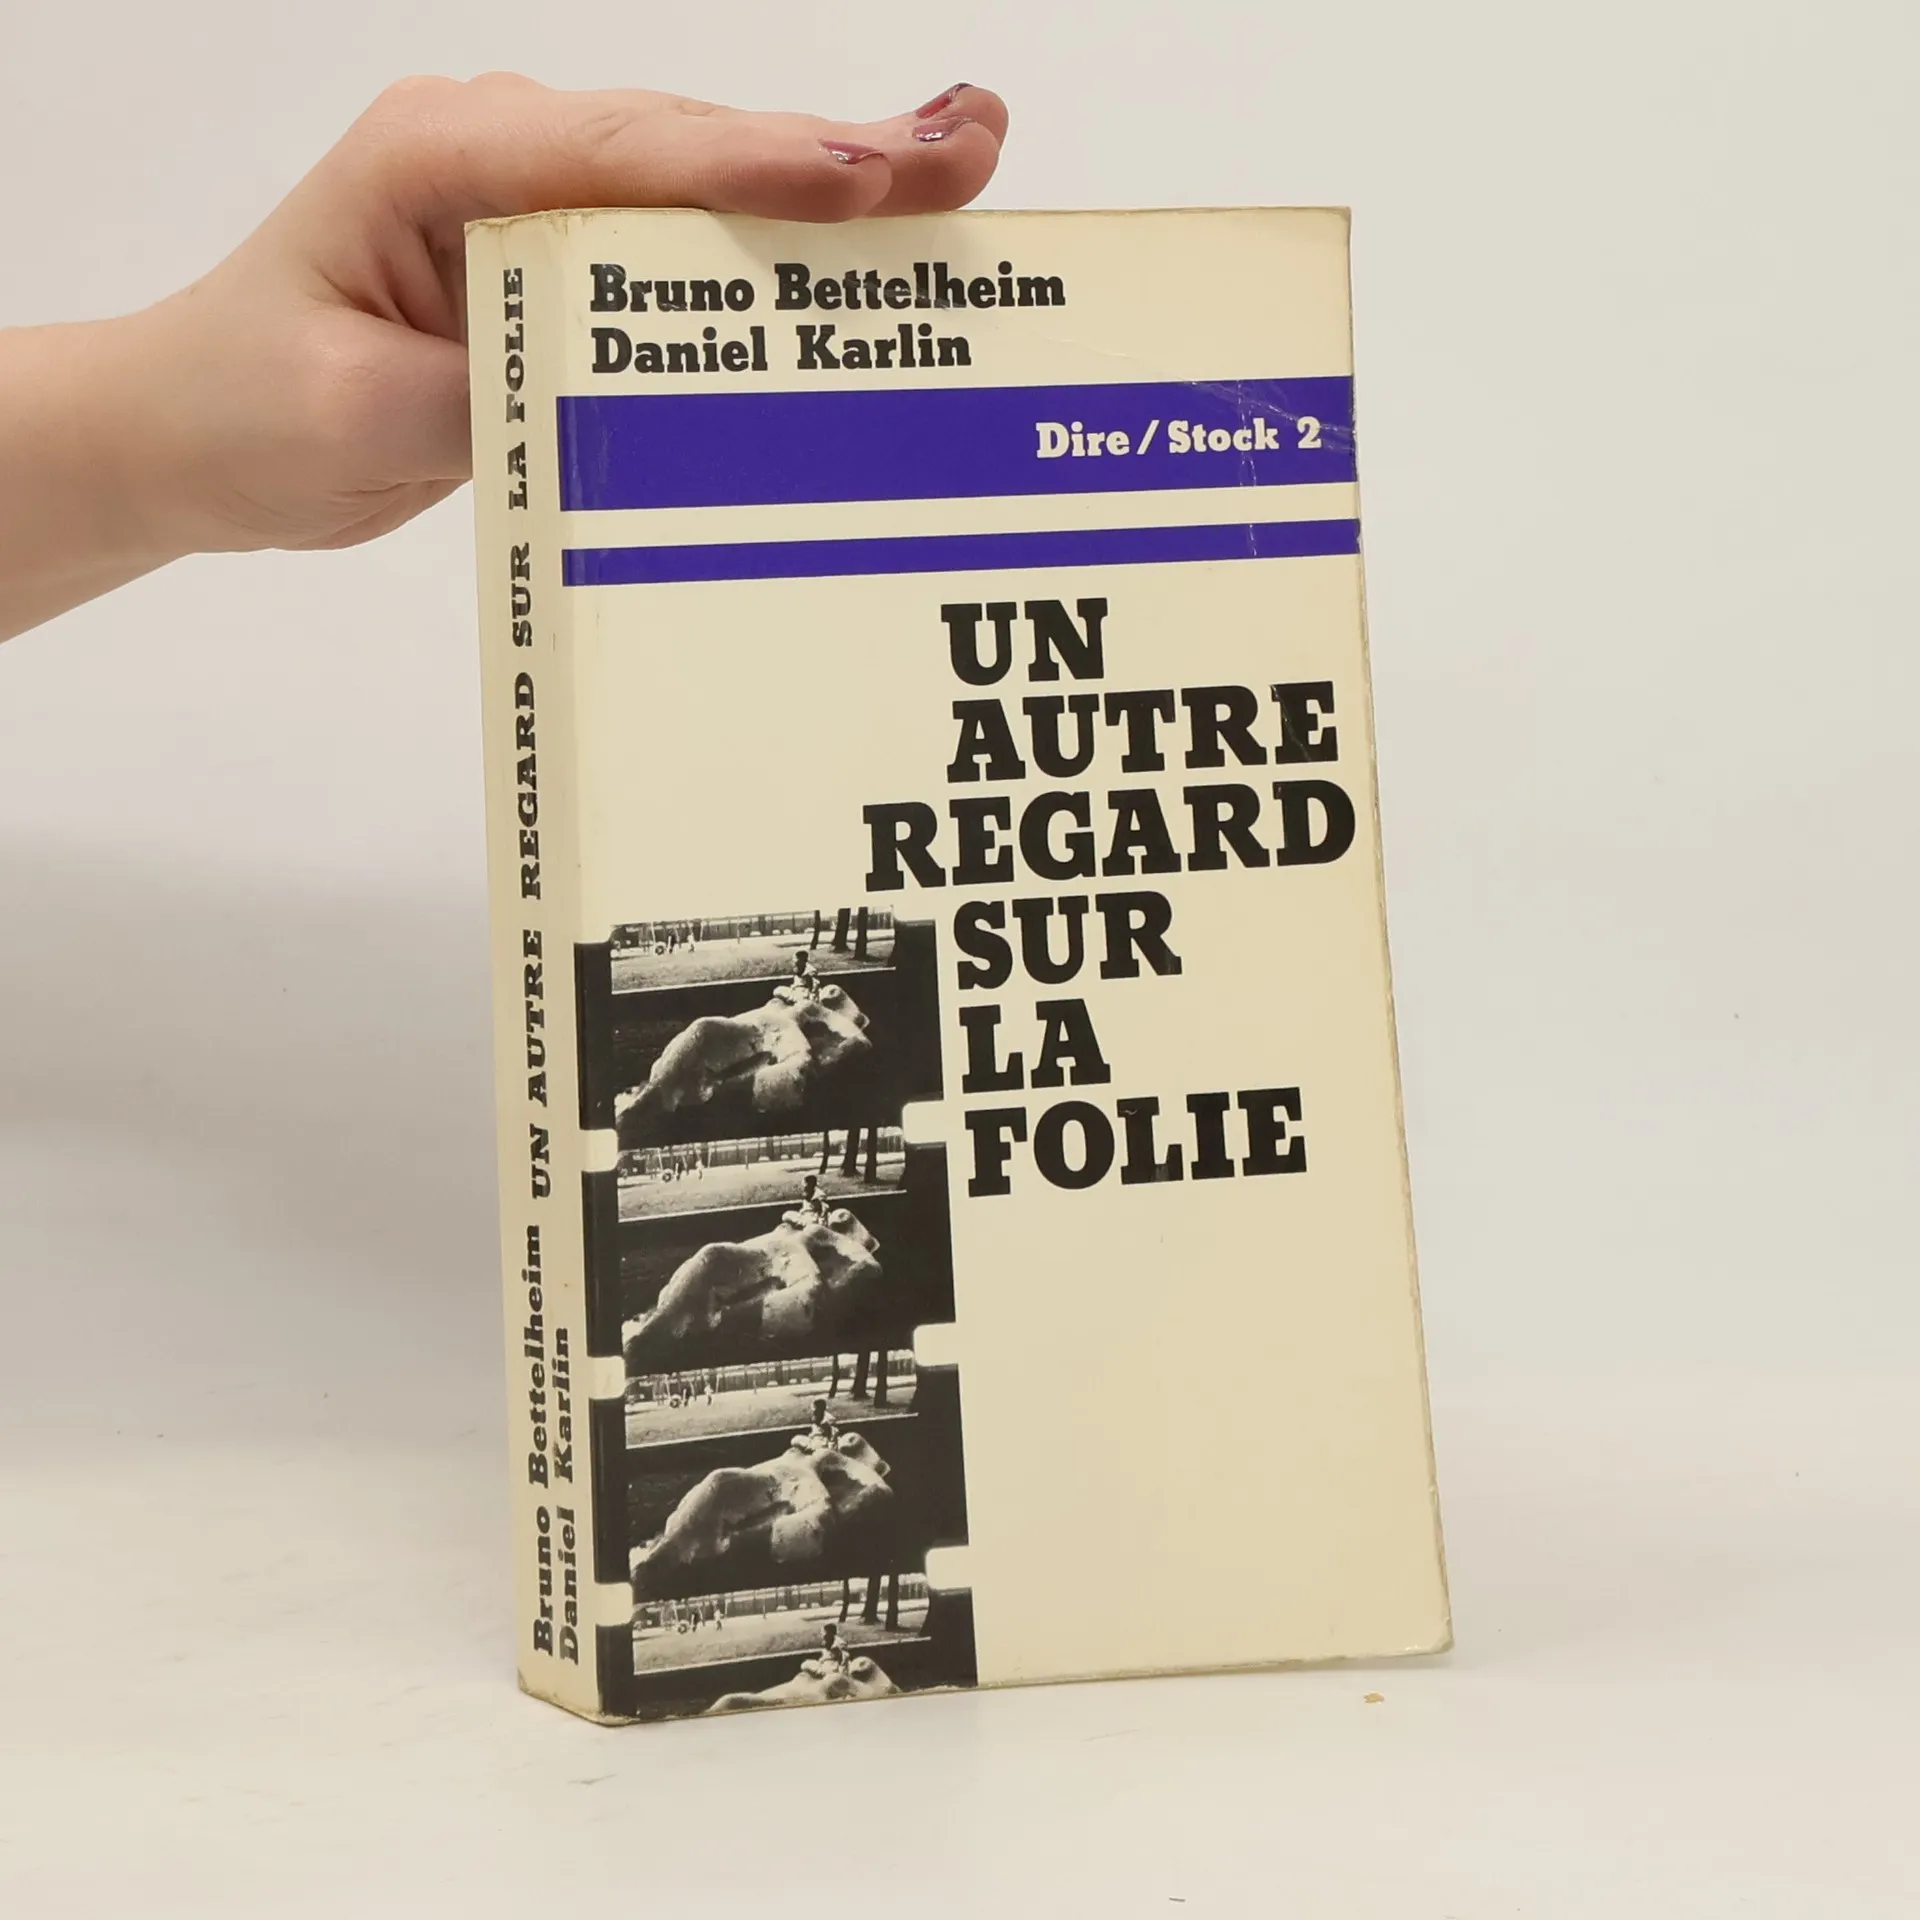 Bruno Bettelheim
Daniel Karlin
Dire / Stock 2
UN
AUTRE
REGARD
SUR
LA
FOLIE
Bruno Bettelheim UN AUTRE REGARD SUR LA FOLIE
Daniel Karlin